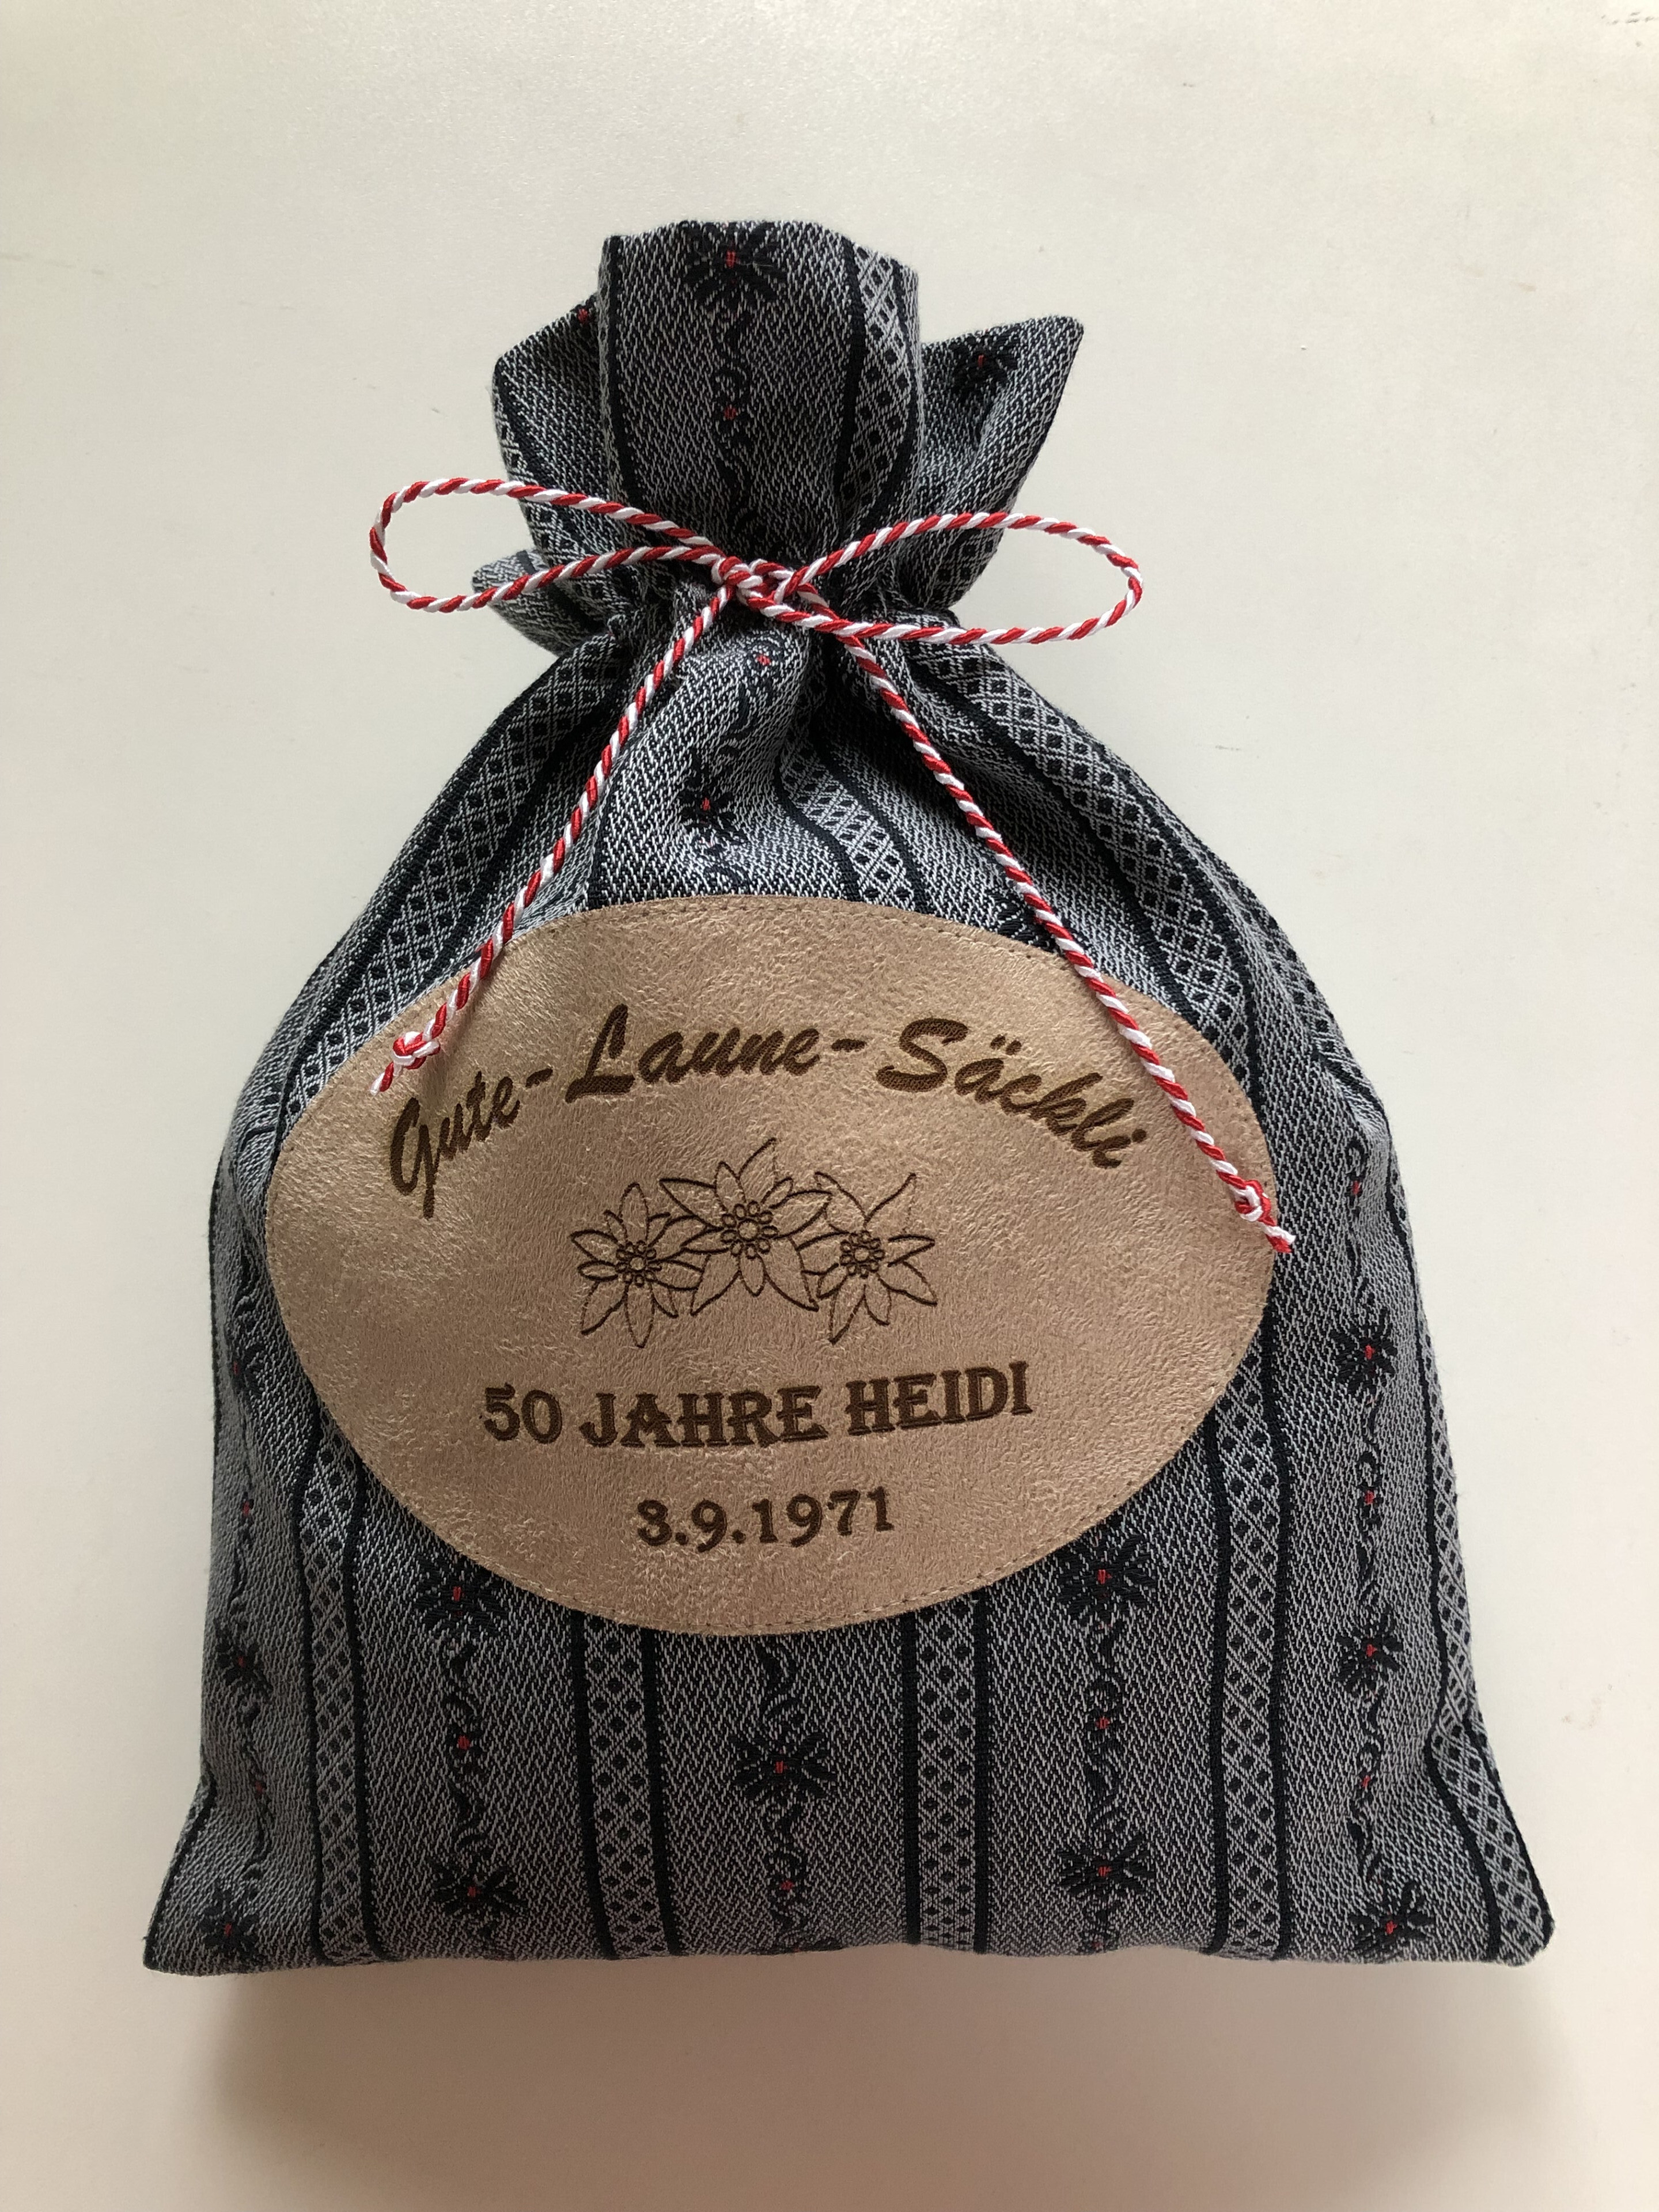 Gute-Laune-Säckli
50 JAHRE HEIDI
3.9.1971